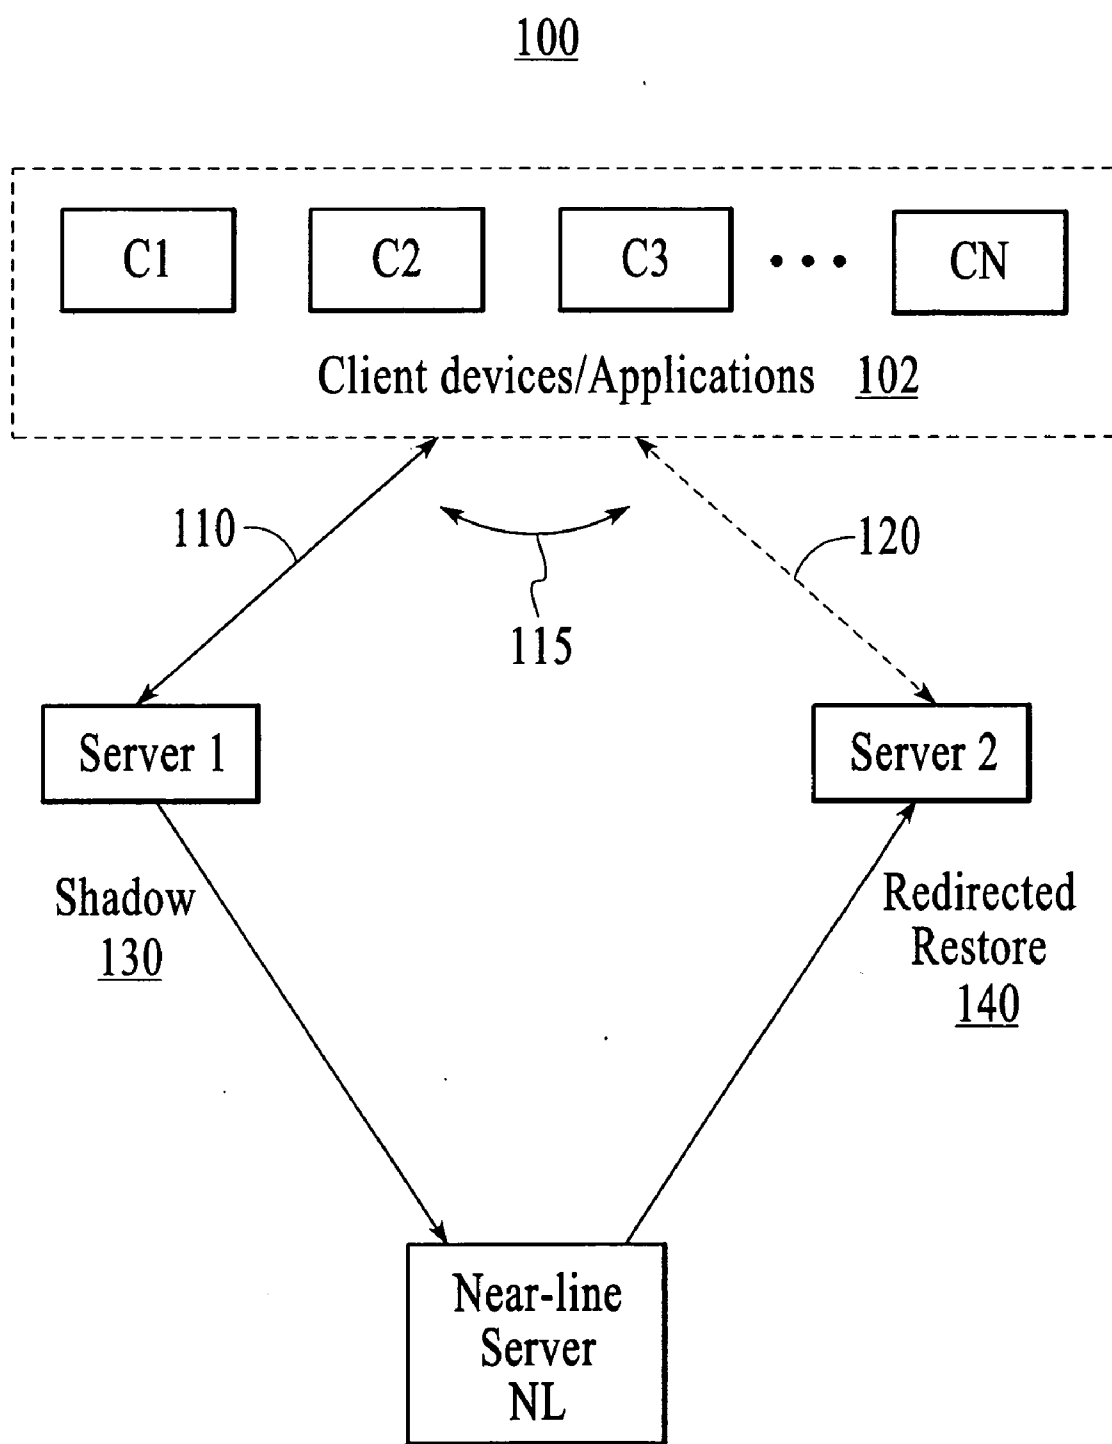 100
C1 C2 C3 ••• CN
Client devices/Applications 102
110
120
115
Server 1
Server 2
Shadow
130
Redirected
Restore
140
Near-line
Server
NL